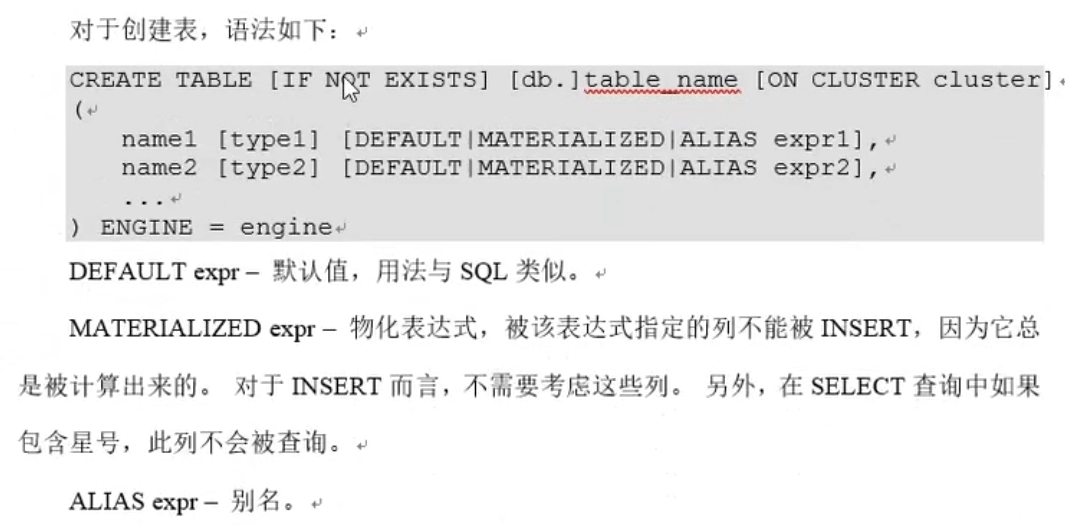 对于创建表，语法如下：
CREATE TABLE [IF NOT EXISTS] [db.]table_name [ON CLUSTER cluster]
(
name1 [type1] [DEFAULT|MATERIALIZED|ALIAS expr1],
name2 [type2] [DEFAULT|MATERIALIZED|ALIAS expr2],
...
) ENGINE = engine
DEFAULT expr – 默认值，用法与 SQL 类似。
MATERIALIZED expr – 物化表达式，被该表达式指定的列不能被 INSERT，因为它总
是被计算出来的。 对于 INSERT 而言，不需要考虑这些列。 另外，在 SELECT 查询中如果
包含星号，此列不会被查询。
ALIAS expr – 别名。